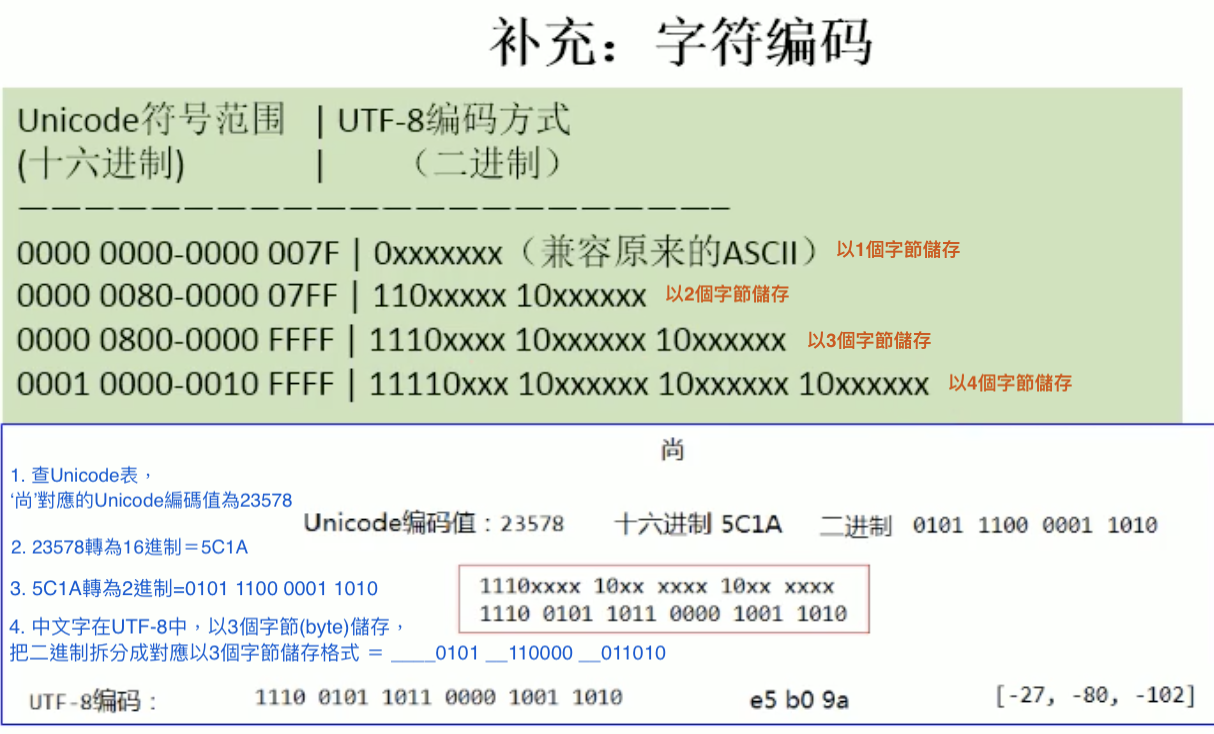 补充：字符编码
Unicode符号范围 | UTF-8编码方式
(十六进制) | （二进制）
———————————————————————
0000 0000-0000 007F | 0xxxxxxx（兼容原来的ASCII） 以1個字節儲存
0000 0080-0000 07FF | 110xxxxx 10xxxxxx 以2個字節儲存
0000 0800-0000 FFFF | 1110xxxx 10xxxxxx 10xxxxxx 以3個字節儲存
0001 0000-0010 FFFF | 11110xxx 10xxxxxx 10xxxxxx 10xxxxxx 以4個字節儲存
尚
1. 查Unicode表，
‘尚’對應的Unicode編碼值為23578
Unicode编码值：23578 十六进制 5C1A 二进制 0101 1100 0001 1010
2. 23578轉為16進制＝5C1A
3. 5C1A轉為2進制=0101 1100 0001 1010
1110xxxx 10xx xxxx 10xx xxxx
1110 0101 1011 0000 1001 1010
4. 中文字在UTF-8中，以3個字節(byte)儲存，
把二進制拆分成對應以3個字節儲存格式 ＝ ____0101 __110000 __011010
UTF-8编码： 1110 0101 1011 0000 1001 1010 e5 b0 9a [-27, -80, -102]